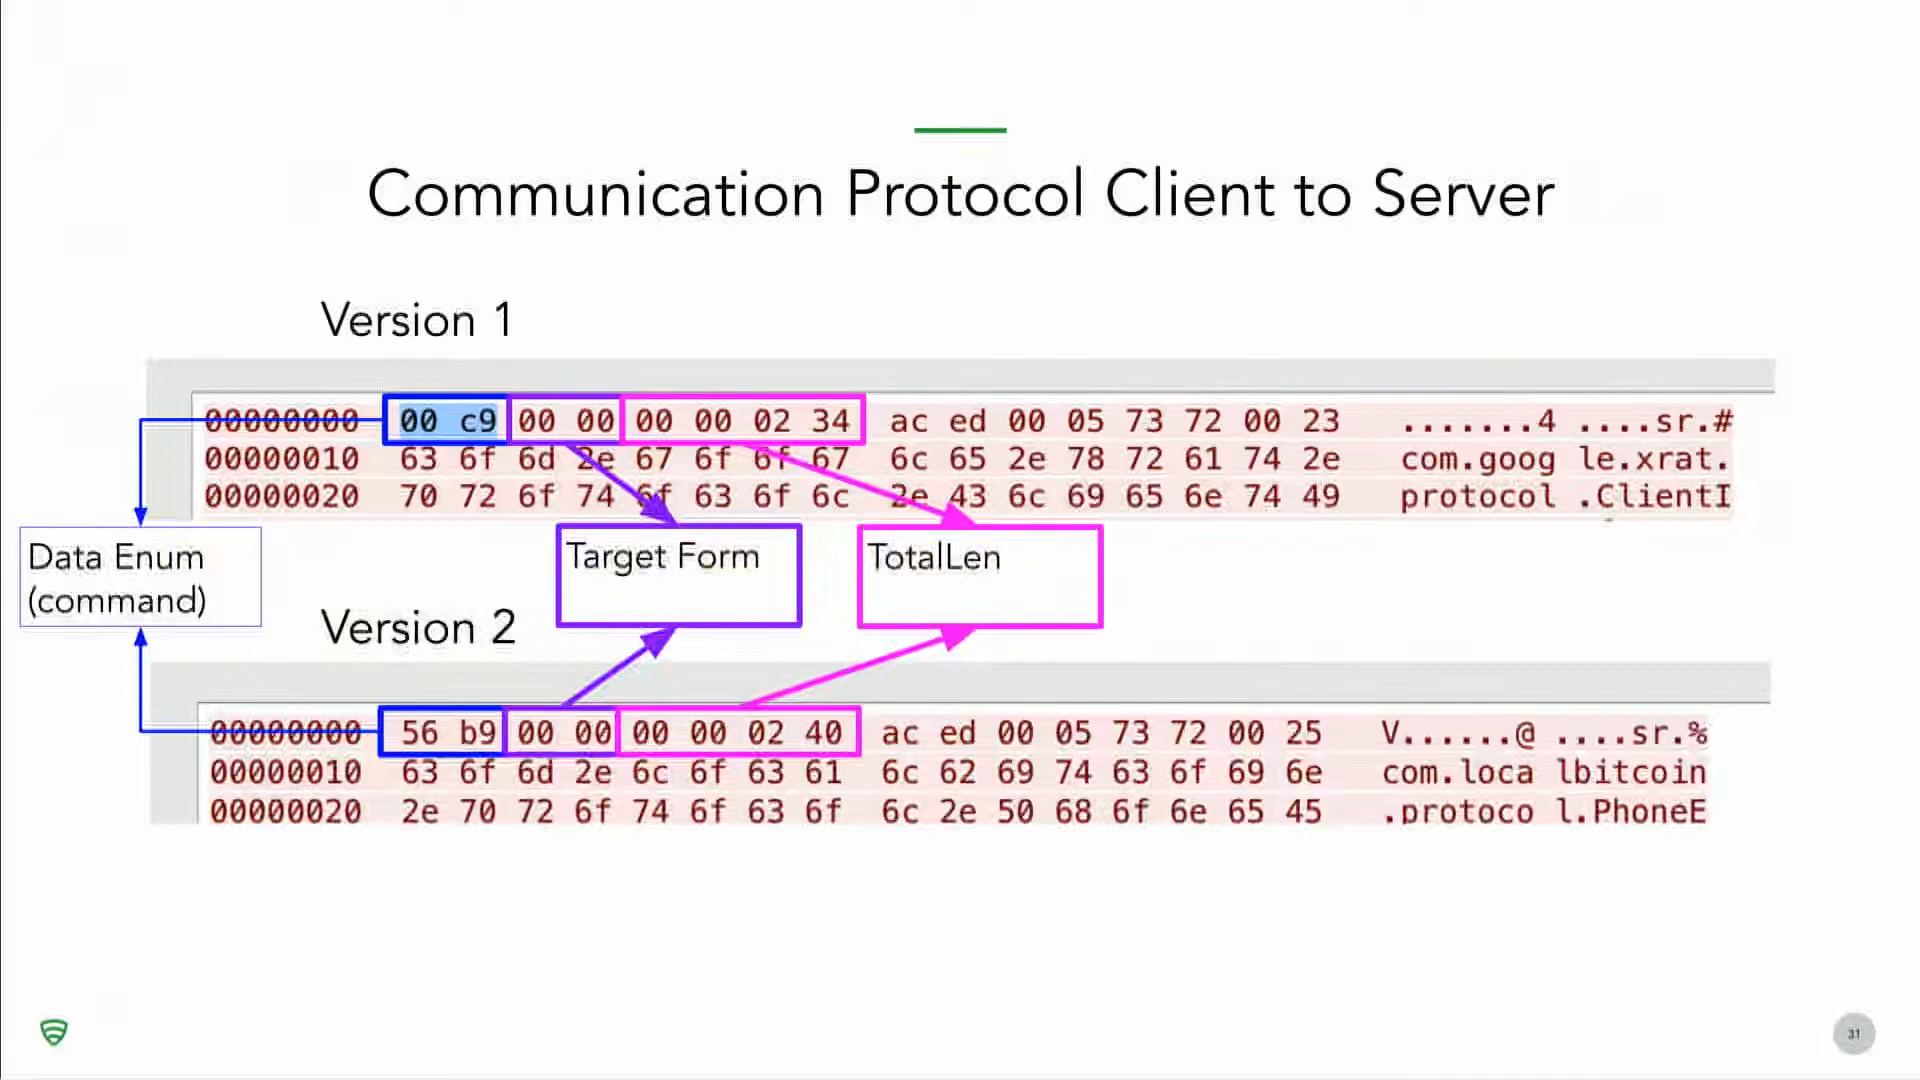 Communication Protocol Client to Server
Version 1
00000000 00 c9 00 00 00 00 02 34 ac ed 00 05 73 72 00 23 .......4 ....sr.#
00000010 63 6f 6d 2e 67 6f 6f 67 6c 65 2e 78 72 61 74 2e com.goog le.xrat.
00000020 70 72 6f 74 6f 63 6f 6c 2e 43 6c 69 65 6e 74 49 protocol .ClientI
Data Enum
(command)
Target Form
TotalLen
Version 2
00000000 56 b9 00 00 00 00 02 40 ac ed 00 05 73 72 00 25 V......@ ....sr.%
00000010 63 6f 6d 2e 6c 6f 63 61 6c 62 69 74 63 6f 69 6e com.loca lbitcoin
00000020 2e 70 72 6f 74 6f 63 6f 6c 2e 50 68 6f 6e 65 45 .protoco l.PhoneE
31